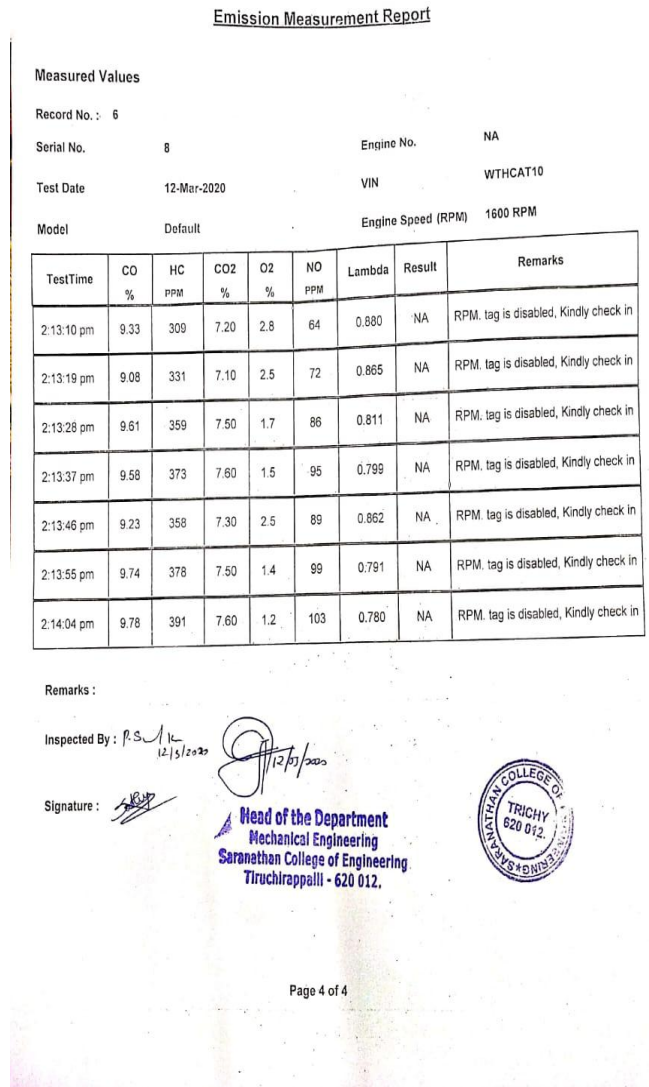 Emission Measurement Report
Measured Values
Record No. : 6
Serial No. 8 Engine No. NA
Test Date 12-Mar-2020 VIN WTHCAT10
Model Default Engine Speed (RPM) 1600 RPM
TestTime CO % HC PPM CO2 % O2 % NO PPM Lambda Result Remarks
2:13:10 pm 9.33 309 7.20 2.8 64 0.880 NA RPM. tag is disabled, Kindly check in
2:13:19 pm 9.08 331 7.10 2.5 72 0.865 NA RPM. tag is disabled, Kindly check in
2:13:28 pm 9.61 359 7.50 1.7 86 0.811 NA RPM. tag is disabled, Kindly check in
2:13:37 pm 9.58 373 7.60 1.5 95 0.799 NA RPM. tag is disabled, Kindly check in
2:13:46 pm 9.23 358 7.30 2.5 89 0.862 NA RPM. tag is disabled, Kindly check in
2:13:55 pm 9.74 378 7.50 1.4 99 0.791 NA RPM. tag is disabled, Kindly check in
2:14:04 pm 9.78 391 7.60 1.2 103 0.780 NA RPM. tag is disabled, Kindly check in
Remarks :
Inspected By : P.S
12/3/2020
12/03/2020
Signature :
Head of the Department
Mechanical Engineering
Saranathan College of Engineering
Tiruchirappalli - 620 012.
SARANATHAN COLLEGE OF ENGINEERING
TRICHY
620 012.
Page 4 of 4